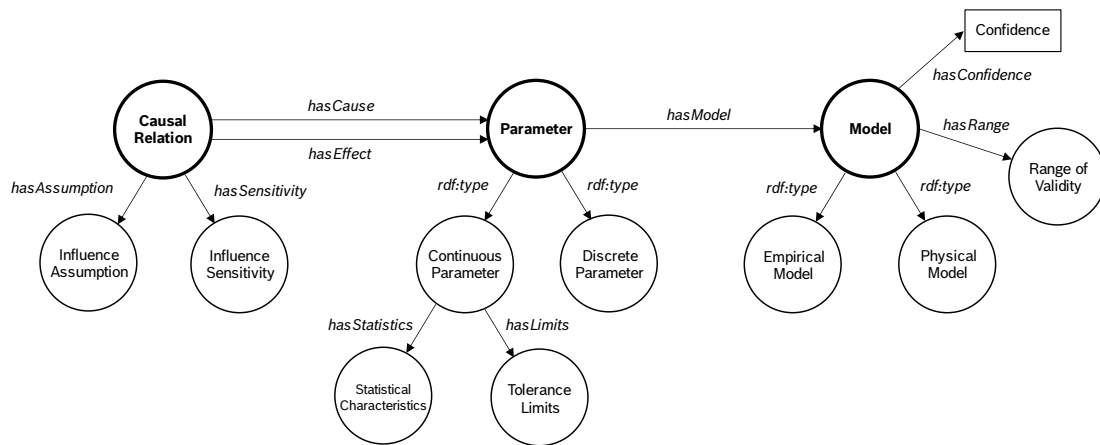 Confidence
hasConfidence
Causal
Relation
hasCause
hasEffect
Parameter
hasModel
Model
hasRange
Range of
Validity
hasAssumption
hasSensitivity
rdf:type
rdf:type
rdf:type
rdf:type
Influence
Assumption
Influence
Sensitivity
Continuous
Parameter
Discrete
Parameter
Empirical
Model
Physical
Model
hasStatistics
hasLimits
Statistical
Characteristics
Tolerance
Limits